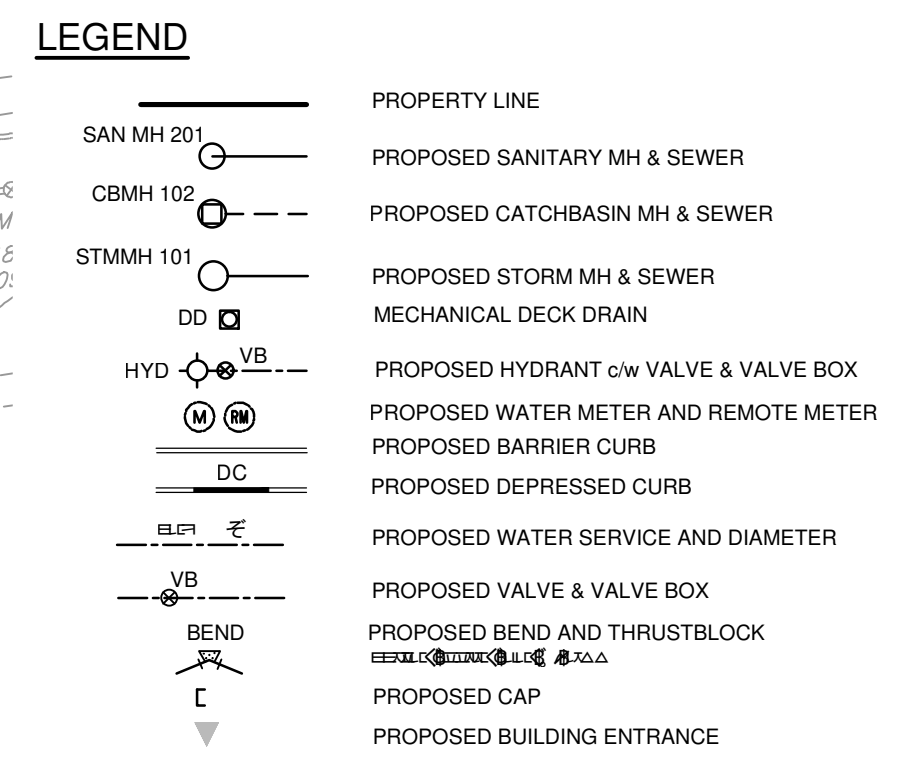 LEGEND
PROPERTY LINE
SAN MH 201
PROPOSED SANITARY MH & SEWER
CBMH 102
PROPOSED CATCHBASIN MH & SEWER
STMMH 101
PROPOSED STORM MH & SEWER
DD
MECHANICAL DECK DRAIN
HYD VB
PROPOSED HYDRANT c/w VALVE & VALVE BOX
M RM
PROPOSED WATER METER AND REMOTE METER
PROPOSED BARRIER CURB
DC
PROPOSED DEPRESSED CURB
PROPOSED WATER SERVICE AND DIAMETER
VB
PROPOSED VALVE & VALVE BOX
BEND
PROPOSED BEND AND THRUSTBLOCK
PROPOSED CAP
PROPOSED BUILDING ENTRANCE